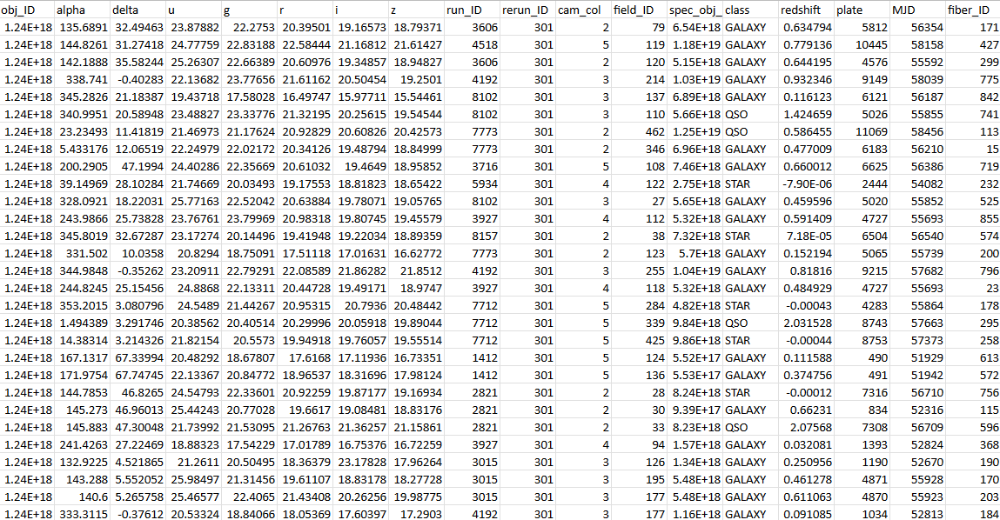 obj_ID alpha delta u g r i z run_ID rerun_ID cam_col field_ID spec_obj_ class redshift plate MJD fiber_ID
1.24E+18 135.6891 32.49463 23.87882 22.2753 20.39501 19.16573 18.79371 3606 301 2 79 6.54E+18 GALAXY 0.634794 5812 56354 171
1.24E+18 144.8261 31.27418 24.77759 22.83188 22.58444 21.16812 21.61427 4518 301 5 119 1.18E+19 GALAXY 0.779136 10445 58158 427
1.24E+18 142.1888 35.58244 25.26307 22.66389 20.60976 19.34857 18.94827 3606 301 2 120 5.15E+18 GALAXY 0.644195 4576 55592 299
1.24E+18 338.741 -0.40283 22.13682 23.77656 21.61162 20.50454 19.2501 4192 301 3 214 1.03E+19 GALAXY 0.932346 9149 58039 775
1.24E+18 345.2826 21.18387 19.43718 17.58028 16.49747 15.97711 15.54461 8102 301 3 137 6.89E+18 GALAXY 0.116123 6121 56187 842
1.24E+18 340.9951 20.58948 23.48827 23.33776 21.32195 20.25615 19.54544 8102 301 3 110 5.66E+18 QSO 1.424659 5026 55855 741
1.24E+18 23.23493 11.41819 21.46973 21.17624 20.92829 20.60826 20.42573 7773 301 2 462 1.25E+19 QSO 0.586455 11069 58456 113
1.24E+18 5.433176 12.06519 22.24979 22.02172 20.34126 19.48794 18.84999 7773 301 2 346 6.96E+18 GALAXY 0.477009 6183 56210 15
1.24E+18 200.2905 47.1994 24.40286 22.35669 20.61032 19.4649 18.95852 3716 301 5 108 7.46E+18 GALAXY 0.660012 6625 56386 719
1.24E+18 39.14969 28.10284 21.74669 20.03493 19.17553 18.81823 18.65422 5934 301 4 122 2.75E+18 STAR -7.90E-06 2444 54082 232
1.24E+18 328.0921 18.22031 25.77163 22.52042 20.63884 19.78071 19.05765 8102 301 3 27 5.65E+18 GALAXY 0.459596 5020 55852 525
1.24E+18 243.9866 25.73828 23.76761 23.79969 20.98318 19.80745 19.45579 3927 301 4 112 5.32E+18 GALAXY 0.591409 4727 55693 855
1.24E+18 345.8019 32.67287 23.17274 20.14496 19.41948 19.22034 18.89359 8157 301 2 38 7.32E+18 STAR 7.18E-05 6504 56540 574
1.24E+18 331.502 10.0358 20.8294 18.75091 17.51118 17.01631 16.62772 7773 301 2 123 5.7E+18 GALAXY 0.152194 5065 55739 200
1.24E+18 344.9848 -0.35262 23.20911 22.79291 22.08589 21.86282 21.8512 4192 301 3 255 1.04E+19 GALAXY 0.81816 9215 57682 796
1.24E+18 244.8245 25.15456 24.8868 22.13311 20.44728 19.49171 18.9747 3927 301 4 118 5.32E+18 GALAXY 0.484929 4727 55693 23
1.24E+18 353.2015 3.080796 24.5489 21.44267 20.95315 20.7936 20.48442 7712 301 5 284 4.82E+18 STAR -0.00043 4283 55864 178
1.24E+18 1.494389 3.291746 20.38562 20.40514 20.29996 20.05918 19.89044 7712 301 5 339 9.84E+18 QSO 2.031528 8743 57663 295
1.24E+18 14.38314 3.214326 21.82154 20.5573 19.94918 19.76057 19.55514 7712 301 5 425 9.86E+18 STAR -0.00044 8753 57373 258
1.24E+18 167.1317 67.33994 20.48292 18.67807 17.6168 17.11936 16.73351 1412 301 5 124 5.52E+17 GALAXY 0.111588 490 51929 613
1.24E+18 171.9754 67.74745 22.13367 20.84772 18.96537 18.31696 17.98124 1412 301 5 136 5.53E+17 GALAXY 0.374756 491 51942 572
1.24E+18 144.7853 46.8265 24.54793 22.33601 20.92259 19.87177 19.16934 2821 301 2 28 8.24E+18 STAR -0.00012 7316 56710 756
1.24E+18 145.273 46.96013 25.44243 20.77028 19.6617 19.08481 18.83176 2821 301 2 30 9.39E+17 GALAXY 0.66231 834 52316 115
1.24E+18 145.883 47.30048 21.73992 21.53095 21.26763 21.36257 21.15861 2821 301 2 33 8.23E+18 QSO 2.07568 7308 56709 596
1.24E+18 241.4263 27.22469 18.88323 17.54229 17.01789 16.75376 16.72259 3927 301 4 94 1.57E+18 GALAXY 0.032081 1393 52824 368
1.24E+18 132.9225 4.521865 21.2611 20.50495 18.36379 23.17828 17.96264 3015 301 3 126 1.34E+18 GALAXY 0.250956 1190 52670 190
1.24E+18 143.288 5.552052 25.98497 21.31456 19.61107 18.83178 18.27728 3015 301 3 195 5.48E+18 GALAXY 0.461278 4871 55928 170
1.24E+18 140.6 5.265758 25.46577 22.4065 21.43408 20.26256 19.98775 3015 301 3 177 5.48E+18 GALAXY 0.611063 4870 55923 203
1.24E+18 333.3115 -0.37612 20.53324 18.84066 18.05369 17.60397 17.2903 4192 301 3 177 1.16E+18 GALAXY 0.091085 1034 52813 184